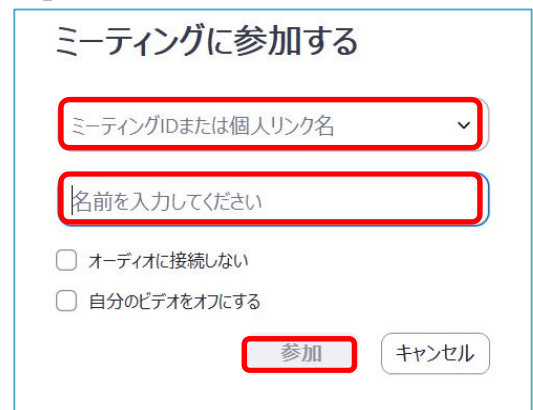 ミーティングに参加する
ミーティングIDまたは個人リンク名
名前を入力してください
オーディオに接続しない
自分のビデオをオフにする
参加 キャンセル